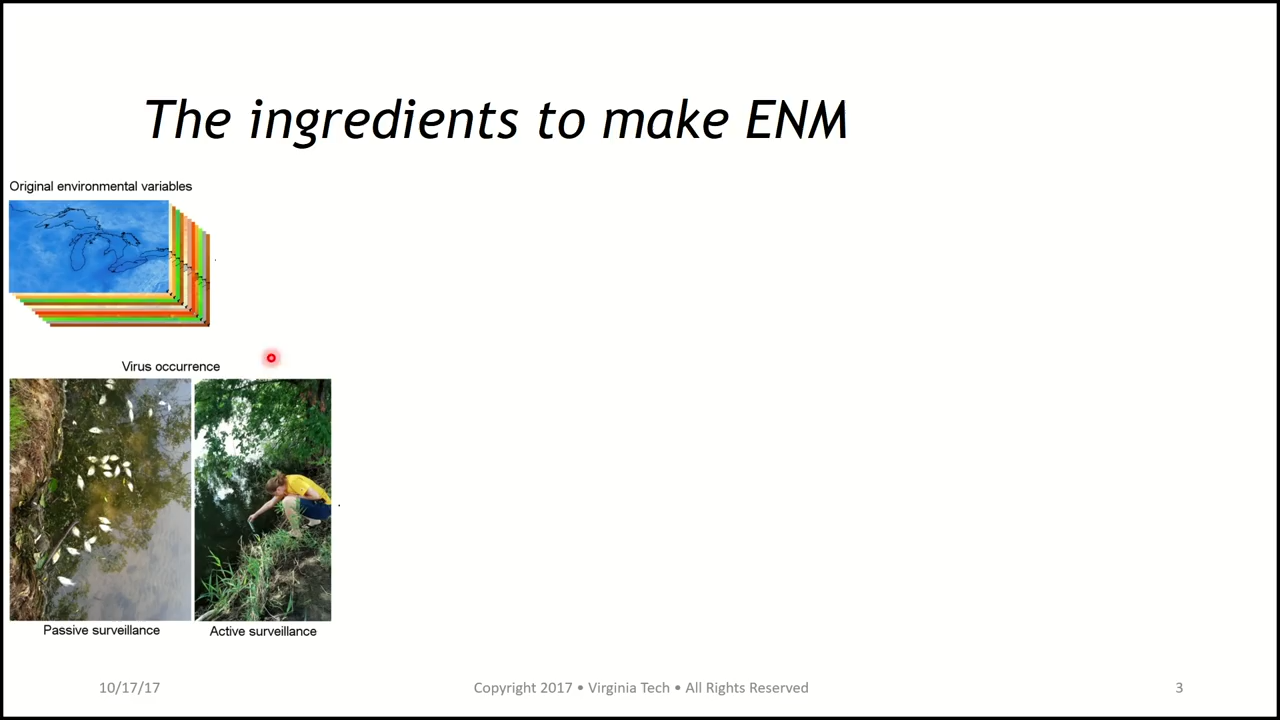 The ingredients to make ENM
Original environmental variables
Virus occurrence
Passive surveillance
Active surveillance
10/17/17
Copyright 2017 • Virginia Tech • All Rights Reserved
3